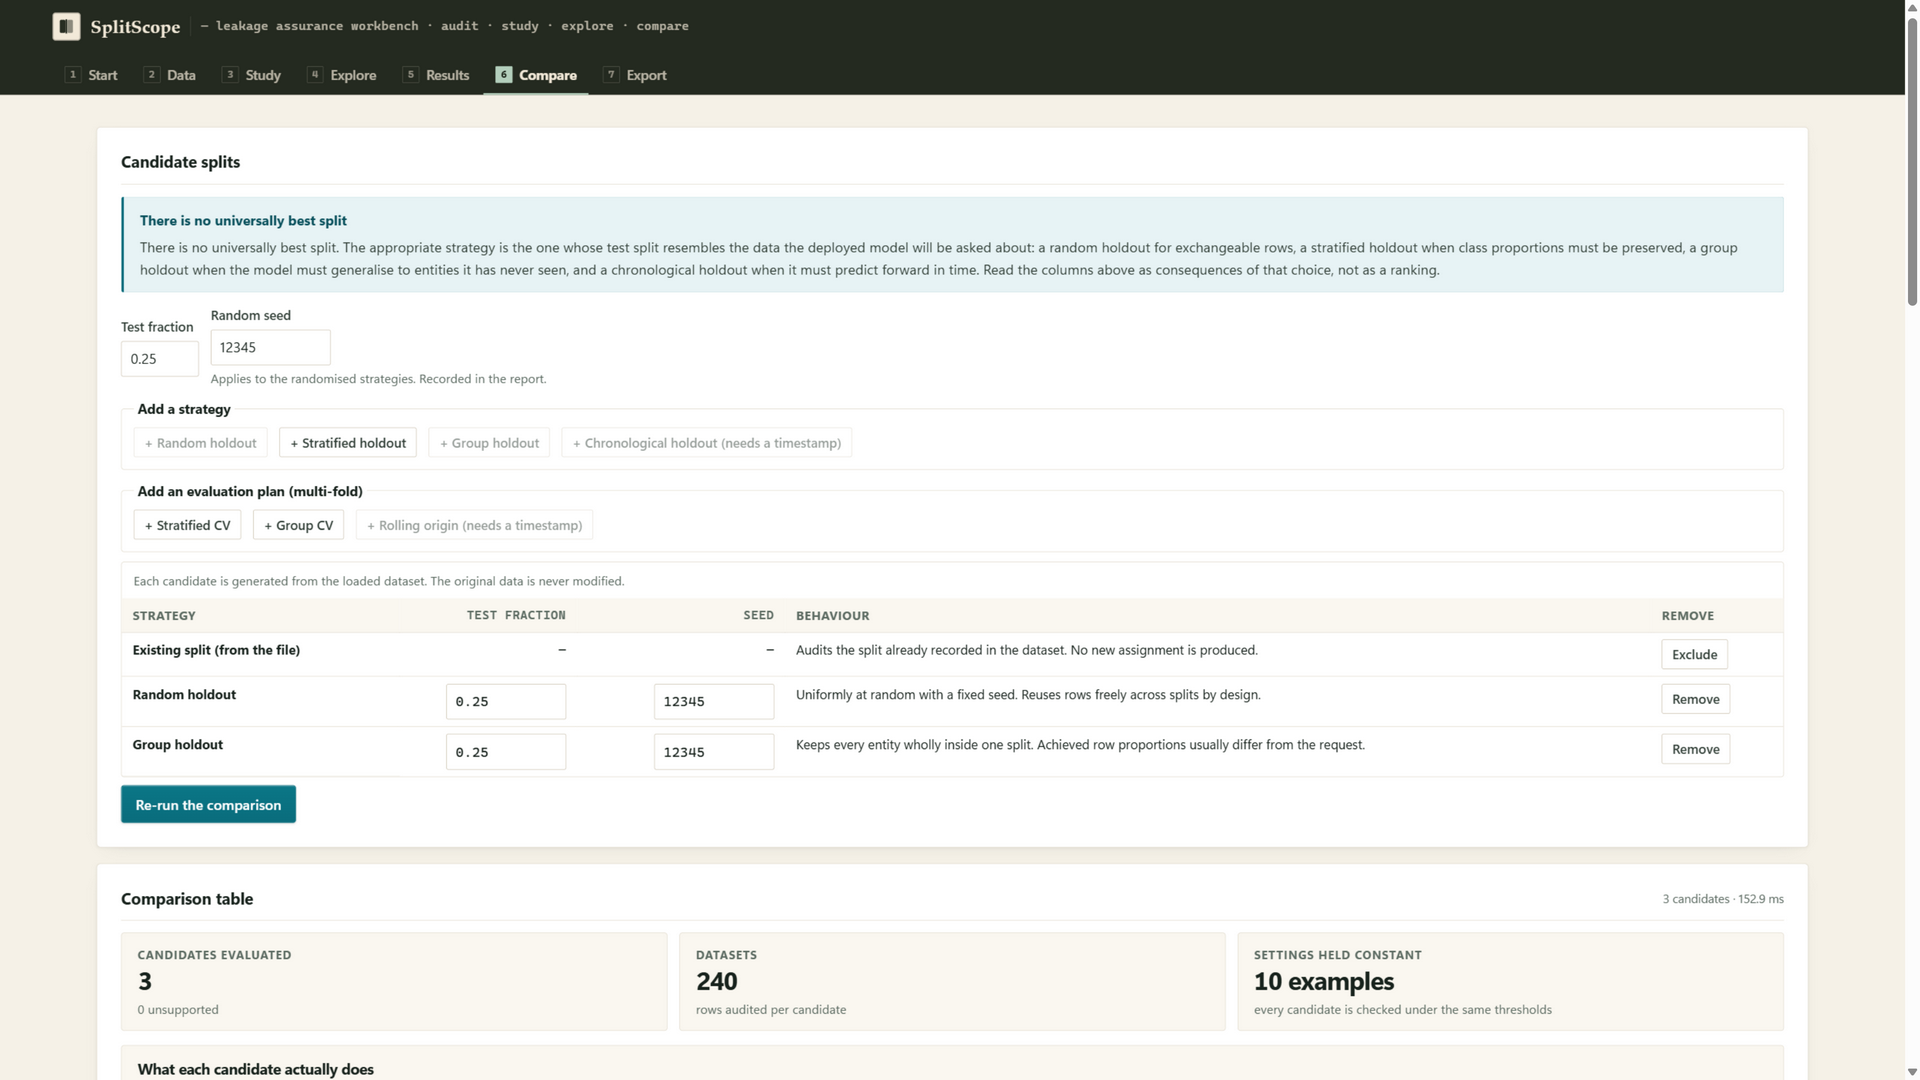 SplitScope — leakage assurance workbench · audit · study · explore · compare
1 Start 2 Data 3 Study 4 Explore 5 Results 6 Compare 7 Export
Candidate splits
There is no universally best split
There is no universally best split. The appropriate strategy is the one whose test split resembles the data the deployed model will be asked about: a random holdout for exchangeable rows, a stratified holdout when class proportions must be preserved, a group
holdout when the model must generalise to entities it has never seen, and a chronological holdout when it must predict forward in time. Read the columns above as consequences of that choice, not as a ranking.
Test fraction
0.25
Random seed
12345
Applies to the randomised strategies. Recorded in the report.
Add a strategy
+ Random holdout + Stratified holdout + Group holdout + Chronological holdout (needs a timestamp)
Add an evaluation plan (multi-fold)
+ Stratified CV + Group CV + Rolling origin (needs a timestamp)
Each candidate is generated from the loaded dataset. The original data is never modified.
STRATEGY TEST FRACTION SEED BEHAVIOUR REMOVE
Existing split (from the file) — — Audits the split already recorded in the dataset. No new assignment is produced. Exclude
Random holdout 0.25 12345 Uniformly at random with a fixed seed. Reuses rows freely across splits by design. Remove
Group holdout 0.25 12345 Keeps every entity wholly inside one split. Achieved row proportions usually differ from the request. Remove
Re-run the comparison
Comparison table 3 candidates · 152.9 ms
CANDIDATES EVALUATED
3
0 unsupported
DATASETS
240
rows audited per candidate
SETTINGS HELD CONSTANT
10 examples
every candidate is checked under the same thresholds
What each candidate actually does